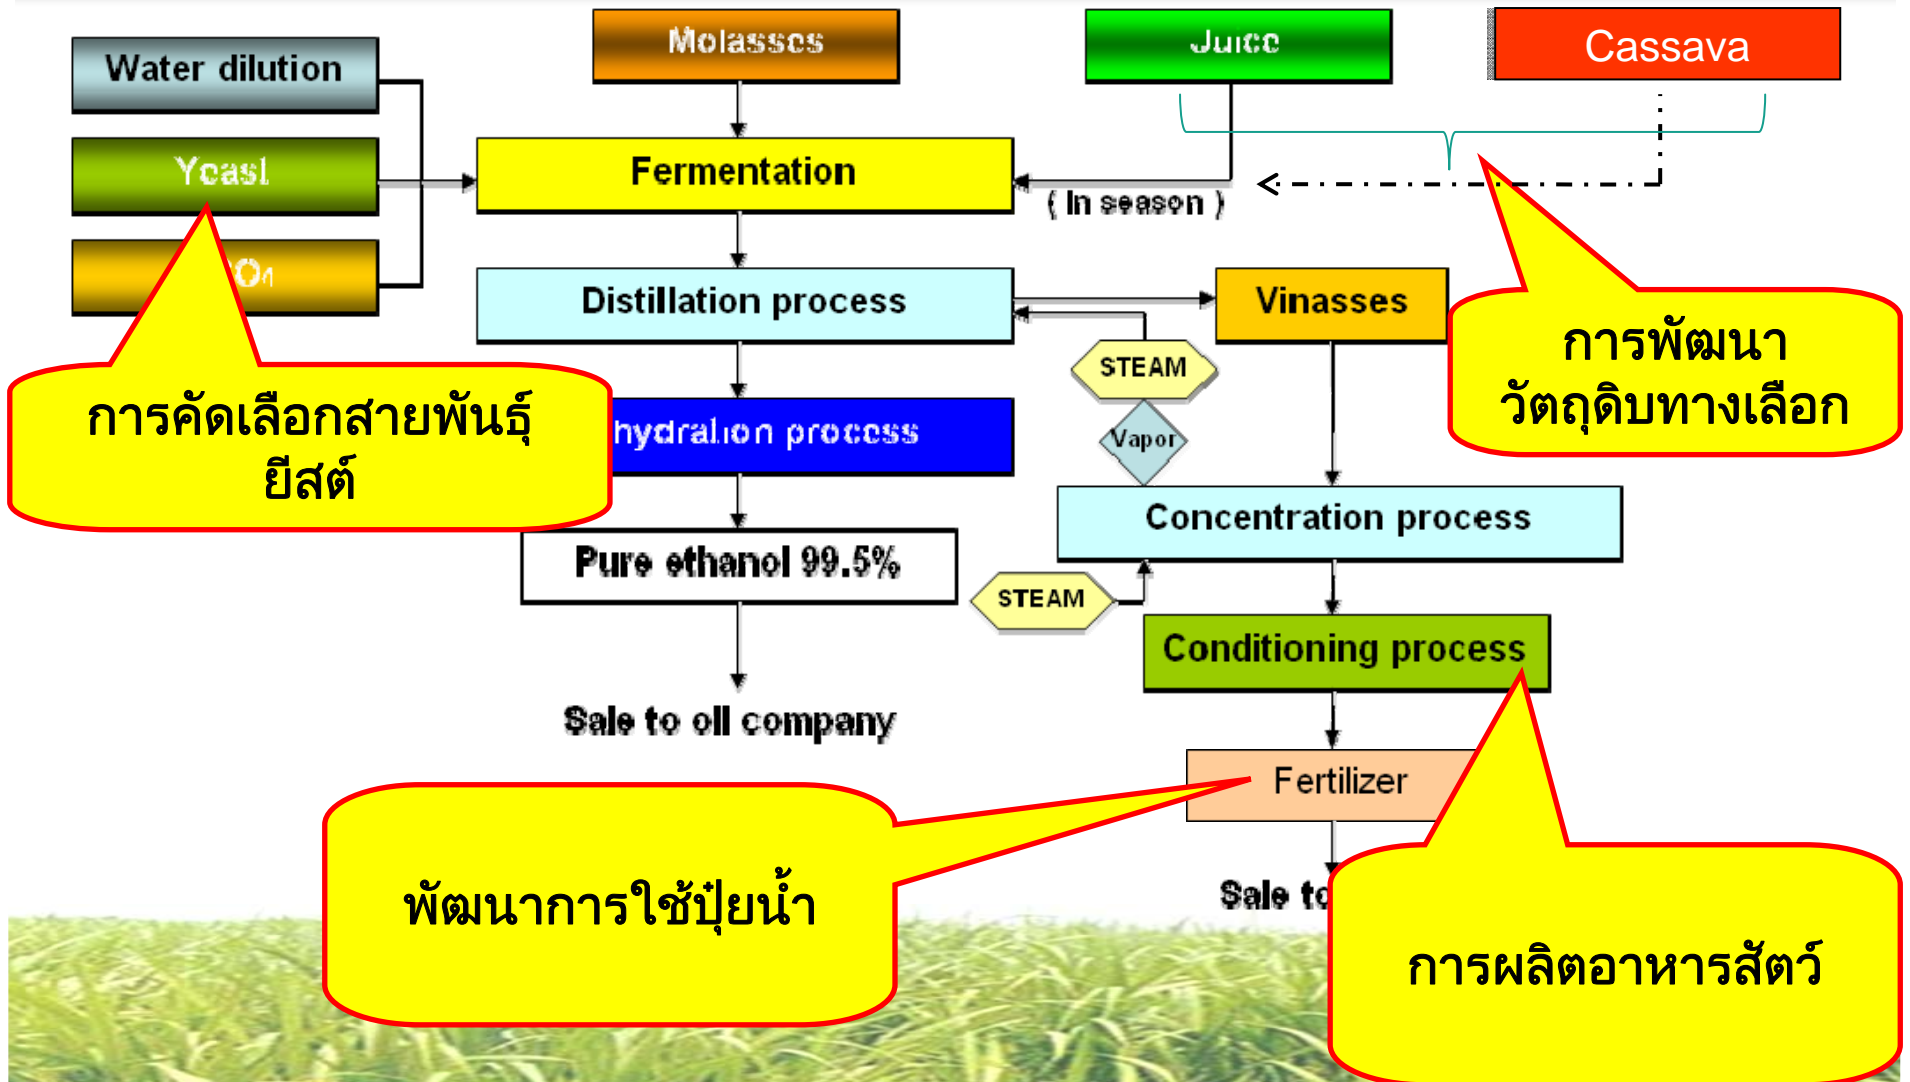 Molasses
Juice
Cassava
Water dilution
Yeast
Fermentation
( In season )
O₄
Distillation process
Vinasses
STEAM
การพัฒนา
วัตถุดิบทางเลือก
การคัดเลือกสายพันธุ์
ยีสต์
hydration process
Vapor
Concentration process
Pure ethanol 99.5%
STEAM
Conditioning process
Sale to oil company
Fertilizer
พัฒนาการใช้ปุ๋ยน้ำ
Sale to
การผลิตอาหารสัตว์